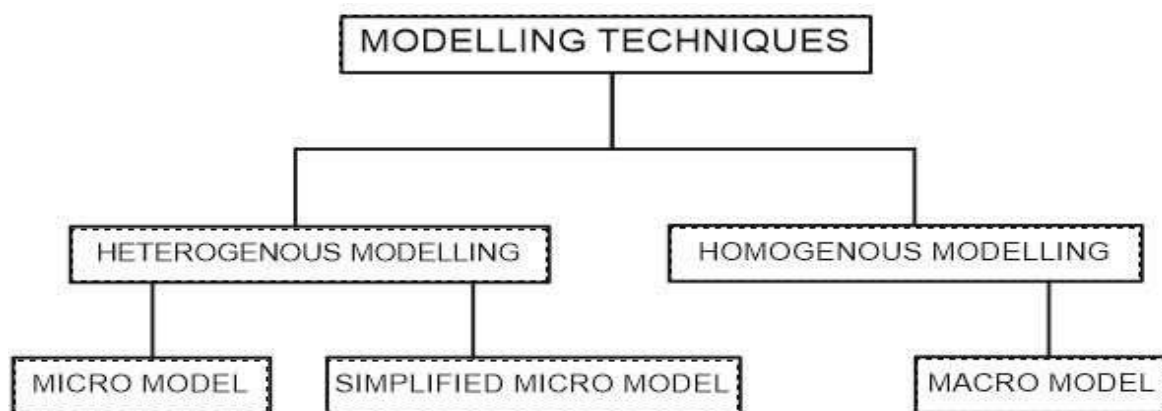 MODELLING TECHNIQUES
HETEROGENOUS MODELLING
HOMOGENOUS MODELLING
MICRO MODEL
SIMPLIFIED MICRO MODEL
MACRO MODEL